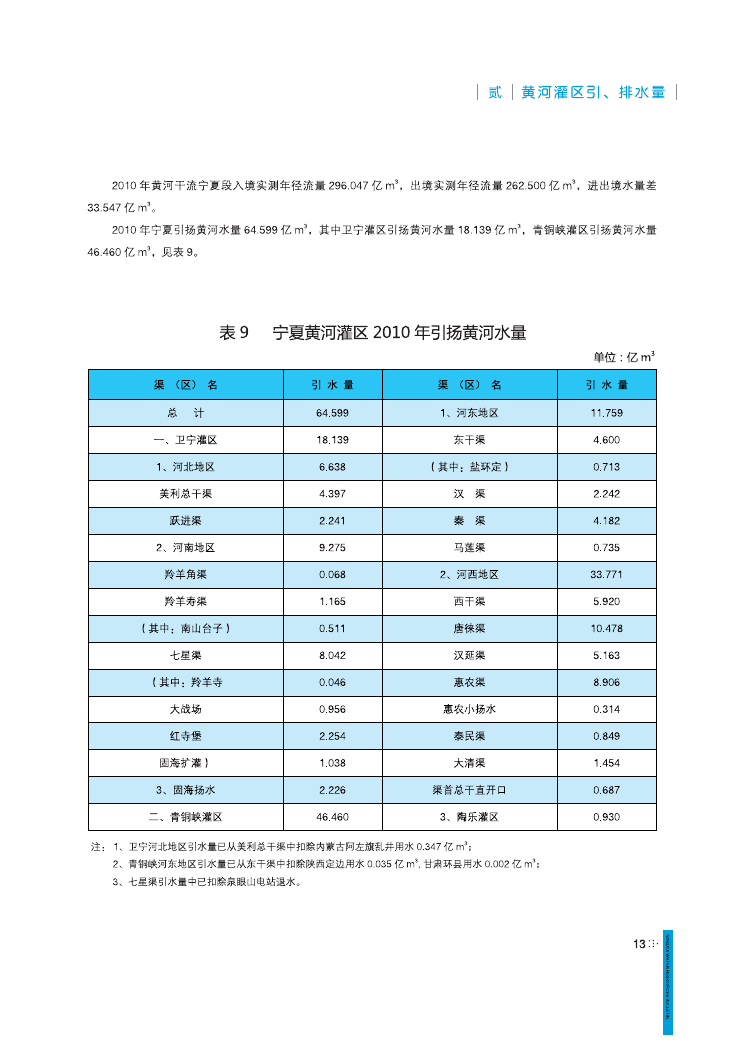 贰 黄河灌区引、排水量
2010 年黄河干流宁夏段入境实测年径流量 296.047 亿 m³，出境实测年径流量 262.500 亿 m³，进出境水量差
33.547 亿 m³。
2010 年宁夏引扬黄河水量 64.599 亿 m³，其中卫宁灌区引扬黄河水量 18.139 亿 m³，青铜峡灌区引扬黄河水量
46.460 亿 m³，见表 9。
表 9 宁夏黄河灌区 2010 年引扬黄河水量
单位：亿 m³
渠 （区） 名 引 水 量 渠 （区） 名 引 水 量
总 计 64.599 1、河东地区 11.759
一、卫宁灌区 18.139 东干渠 4.600
1、河北地区 6.638 （其中：盐环定） 0.713
美利总干渠 4.397 汉 渠 2.242
跃进渠 2.241 秦 渠 4.182
2、河南地区 9.275 马莲渠 0.735
羚羊角渠 0.068 2、河西地区 33.771
羚羊寿渠 1.165 西干渠 5.920
（其中：南山台子） 0.511 唐徕渠 10.478
七星渠 8.042 汉延渠 5.163
（其中：羚羊寺 0.046 惠农渠 8.906
大战场 0.956 惠农小扬水 0.314
红寺堡 2.254 泰民渠 0.849
固海扩灌） 1.038 大清渠 1.454
3、固海扬水 2.226 渠首总干直开口 0.687
二、青铜峡灌区 46.460 3、陶乐灌区 0.930
注： 1、卫宁河北地区引水量已从美利总干渠中扣除内蒙古阿左旗乱井用水 0.347 亿 m³；
2、青铜峡河东地区引水量已从东干渠中扣除陕西定边用水 0.035 亿 m³, 甘肃环县用水 0.002 亿 m³；
3、七星渠引水量中已扣除泉眼山电站退水。
13